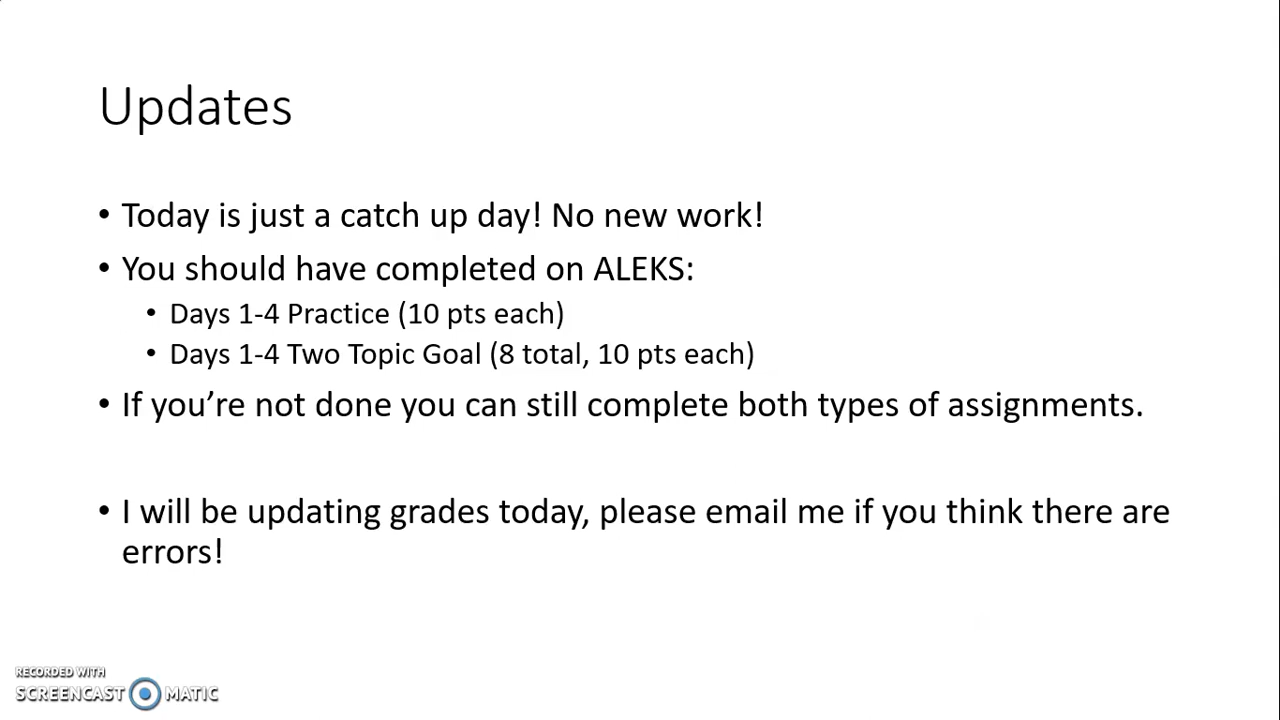 Updates
• Today is just a catch up day! No new work!
• You should have completed on ALEKS:
• Days 1-4 Practice (10 pts each)
• Days 1-4 Two Topic Goal (8 total, 10 pts each)
• If you’re not done you can still complete both types of assignments.
• I will be updating grades today, please email me if you think there are
errors!
RECORDED WITH
SCREENCAST MATIC